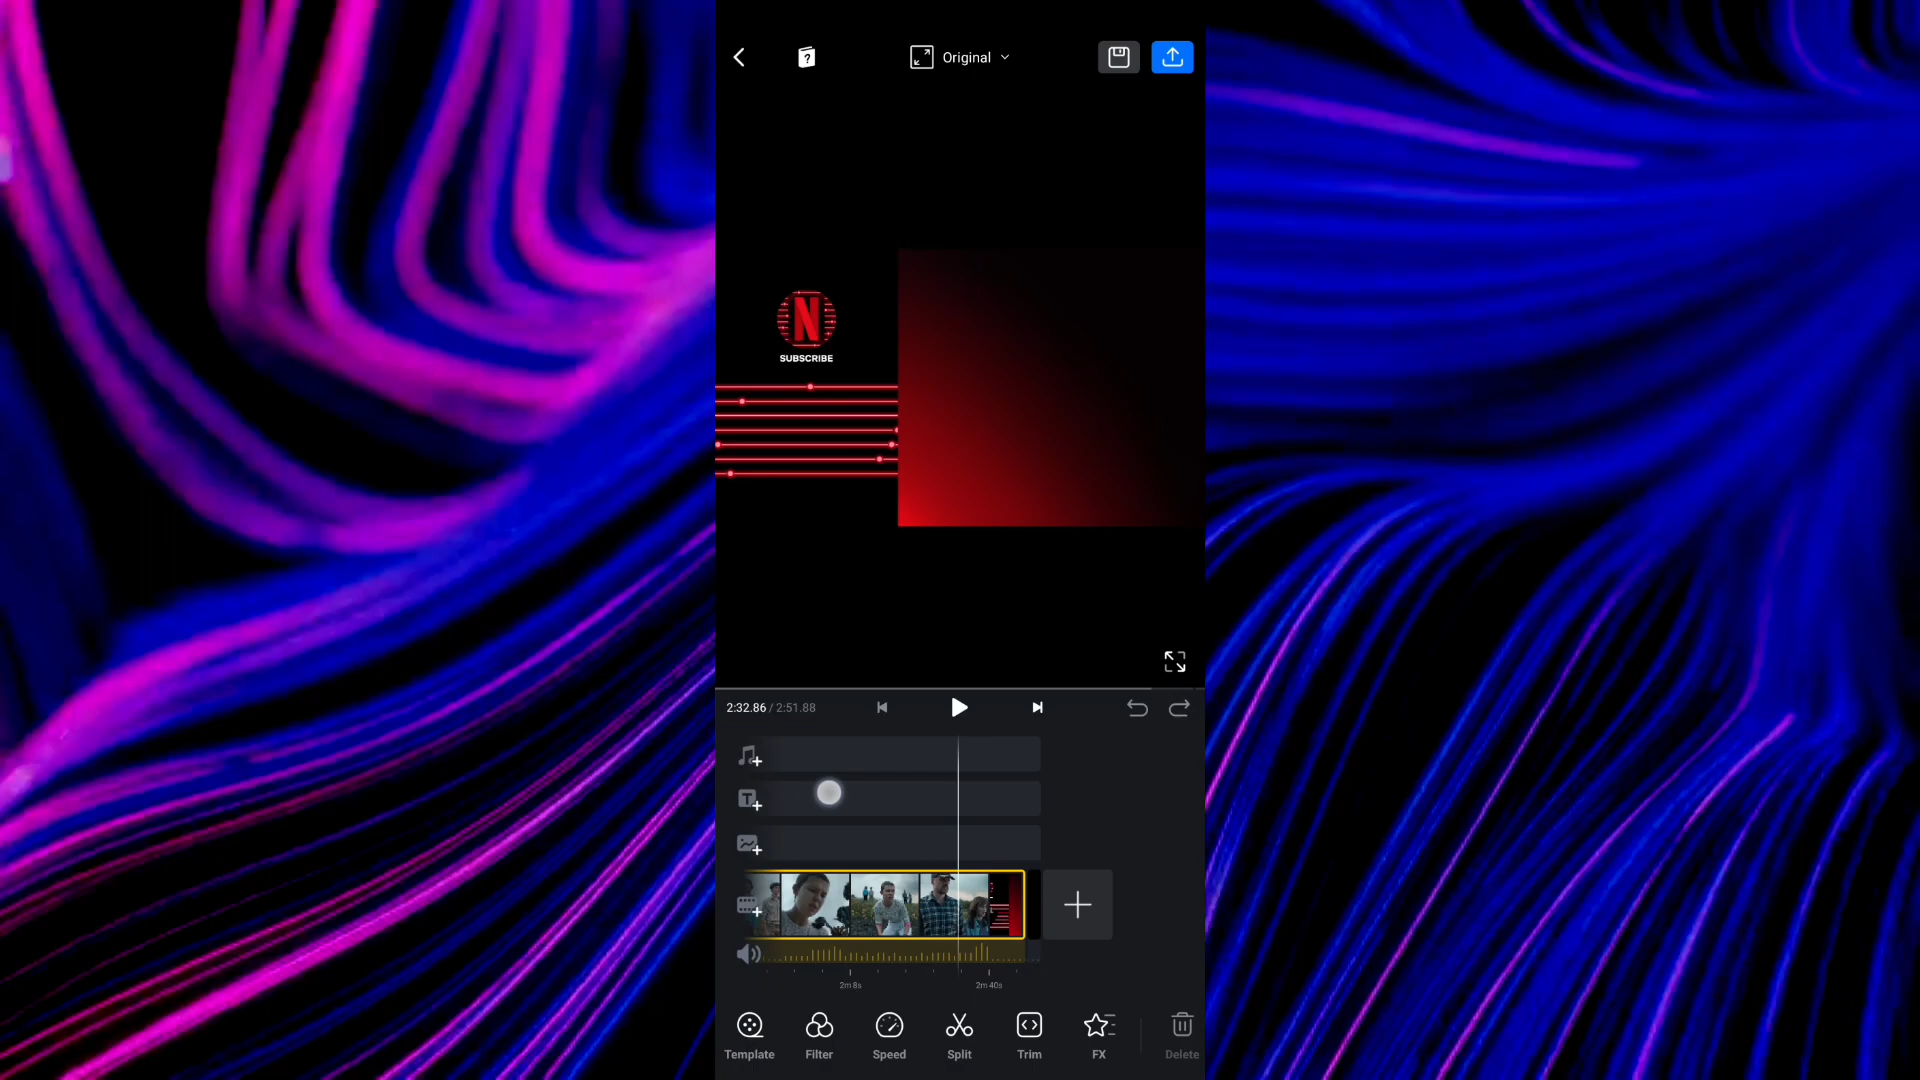 Original
N
SUBSCRIBE
2:32.86 / 2:51.88
T
2m 8s
2m 40s
Template
Filter
Speed
Split
Trim
FX
Delete